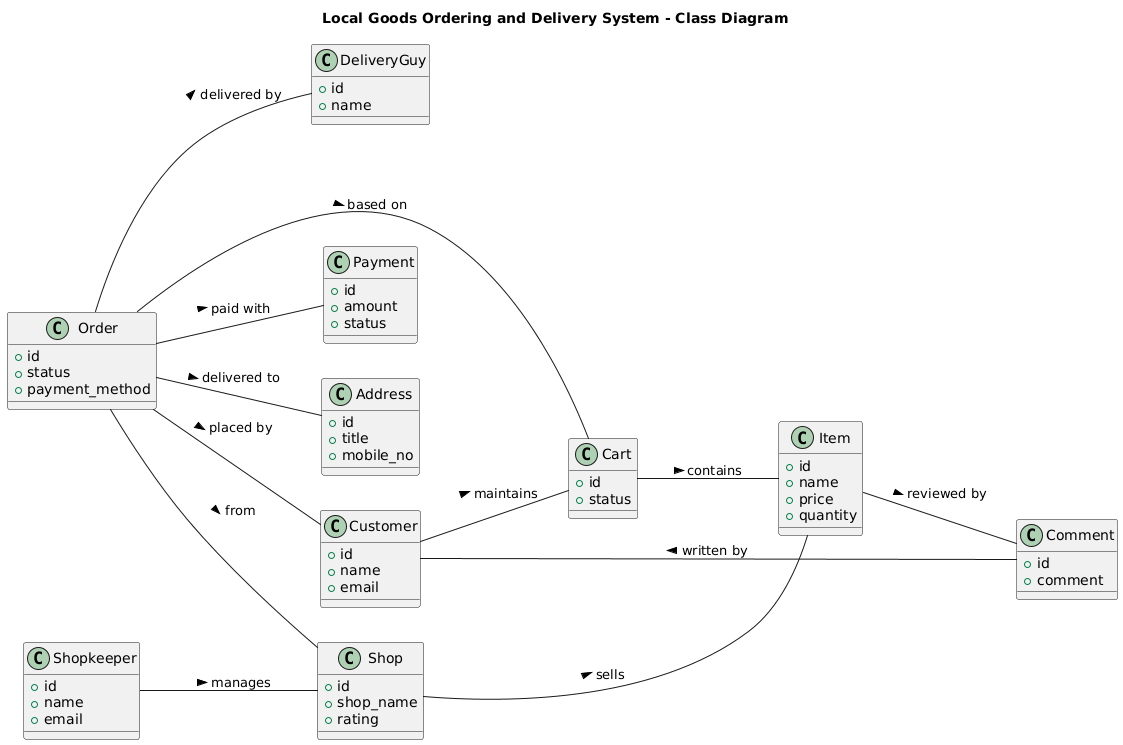 Local Goods Ordering and Delivery System - Class Diagram
C DeliveryGuy
id
name
delivered by
based on
C Payment
id
amount
status
paid with
C Order
id
status
payment_method
delivered to
C Address
id
title
mobile_no
placed by
C Cart
id
status
contains
C Item
id
name
price
quantity
reviewed by
maintains
from
C Customer
id
name
email
written by
C Comment
id
comment
C Shopkeeper
id
name
email
manages
C Shop
id
shop_name
rating
sells